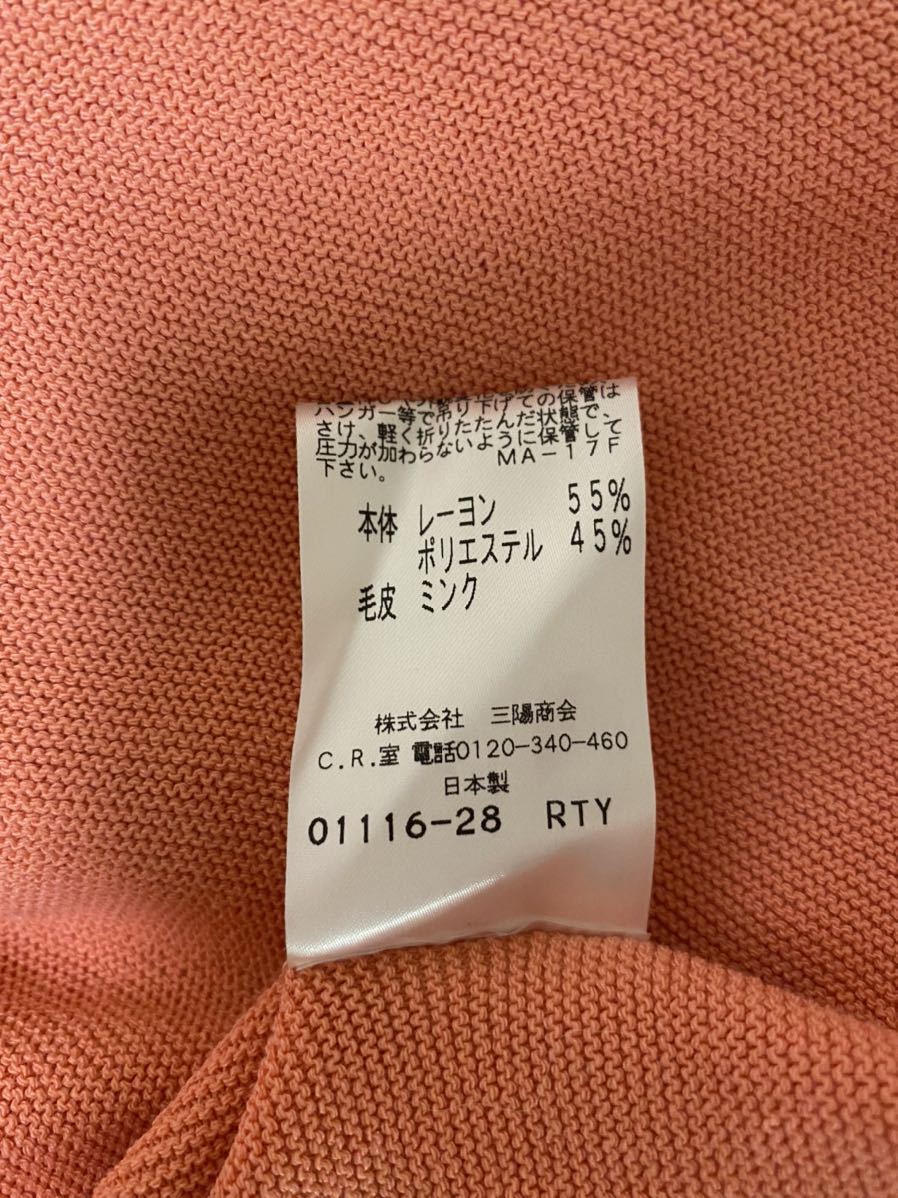 ハンガー等で吊り下げての保管は
さけ、軽く折りたたんだ状態で、
圧力が加わらないように保管して
下さい。 MA-17F
本体 レーヨン 55%
ポリエステル 45%
毛皮 ミンク
株式会社 三陽商会
C.R.室 電話0120-340-460
日本製
01116-28 RTY